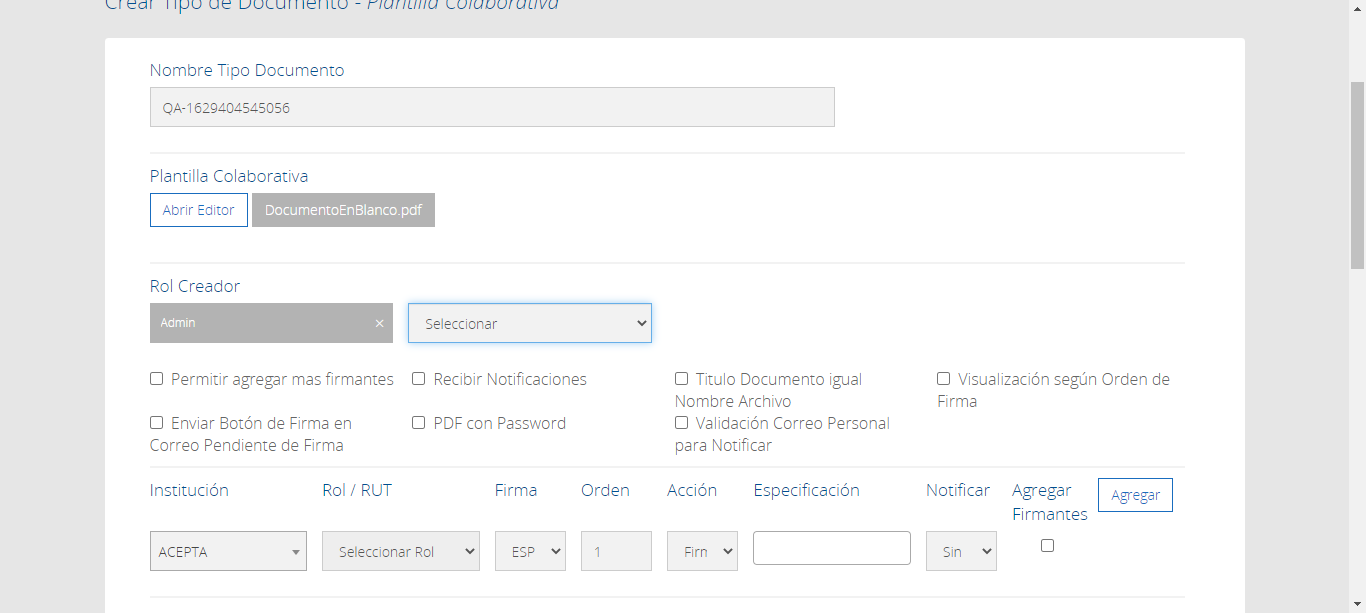 Crear Tipo de Documento - Plantilla Colaborativa
Nombre Tipo Documento
QA-1629404545056
Plantilla Colaborativa
Abrir Editor DocumentoEnBlanco.pdf
Rol Creador
Admin × Seleccionar
Permitir agregar mas firmantes Recibir Notificaciones Titulo Documento igual Visualización según Orden de
Nombre Archivo Firma
Enviar Botón de Firma en PDF con Password Validación Correo Personal
Correo Pendiente de Firma para Notificar
Institución Rol / RUT Firma Orden Acción Especificación Notificar Agregar Agregar
Firmantes
ACEPTA Seleccionar Rol ESP 1 Firn Sin